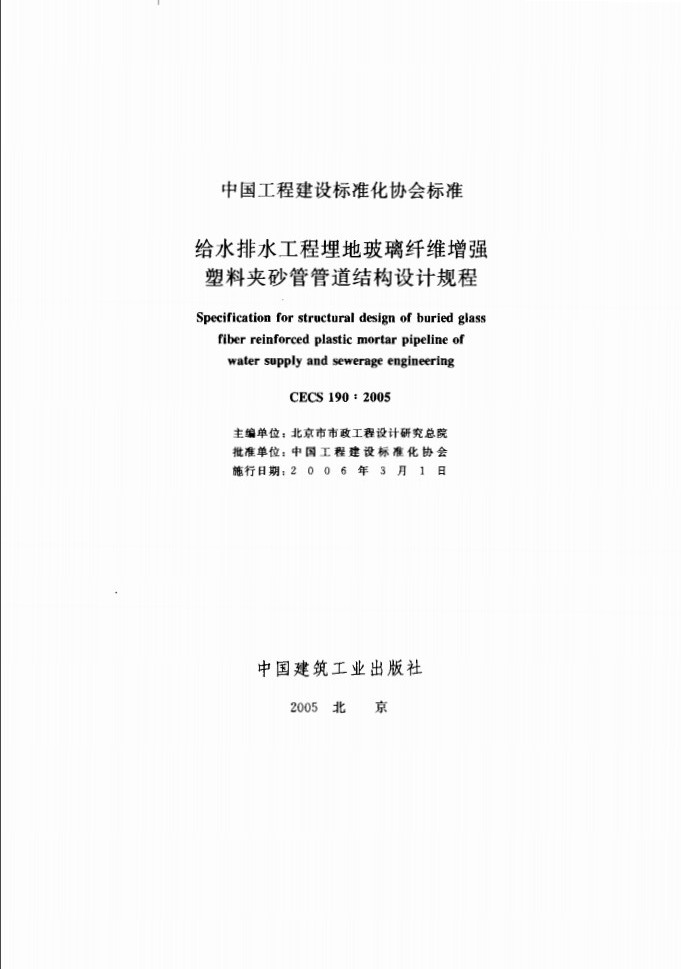 中国工程建设标准化协会标准
给水排水工程埋地玻璃纤维增强
塑料夹砂管管道结构设计规程
Specification for structural design of buried glass
fiber reinforced plastic mortar pipeline of
water supply and sewerage engineering
CECS 190：2005
主编单位：北京市市政工程设计研究总院
批准单位：中国工程建设标准化协会
施行日期：2006年3月1日
中国建筑工业出版社
2005 北 京